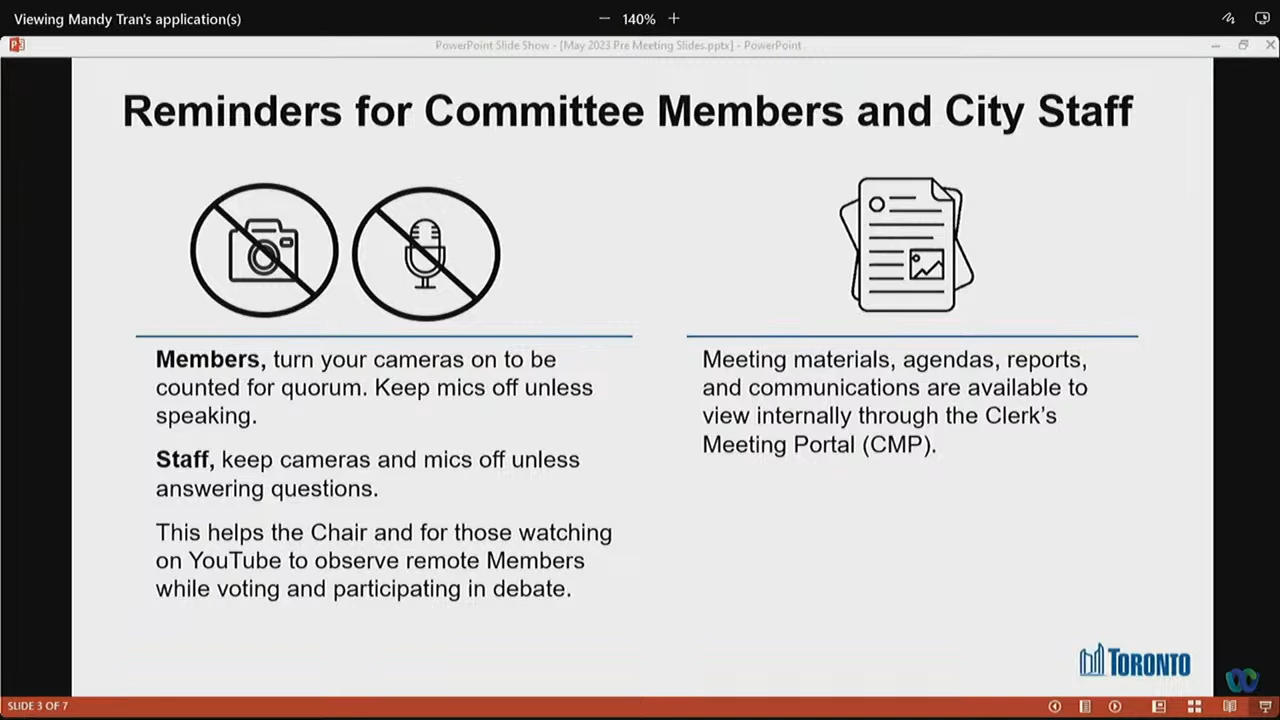 Viewing Mandy Tran's application(s)
140%
PowerPoint Slide Show - [May 2023 Pre Meeting Slides.pptx] - PowerPoint
Reminders for Committee Members and City Staff
Members, turn your cameras on to be
counted for quorum. Keep mics off unless
speaking.
Staff, keep cameras and mics off unless
answering questions.
This helps the Chair and for those watching
on YouTube to observe remote Members
while voting and participating in debate.
Meeting materials, agendas, reports,
and communications are available to
view internally through the Clerk’s
Meeting Portal (CMP).
TORONTO
SLIDE 3 OF 7